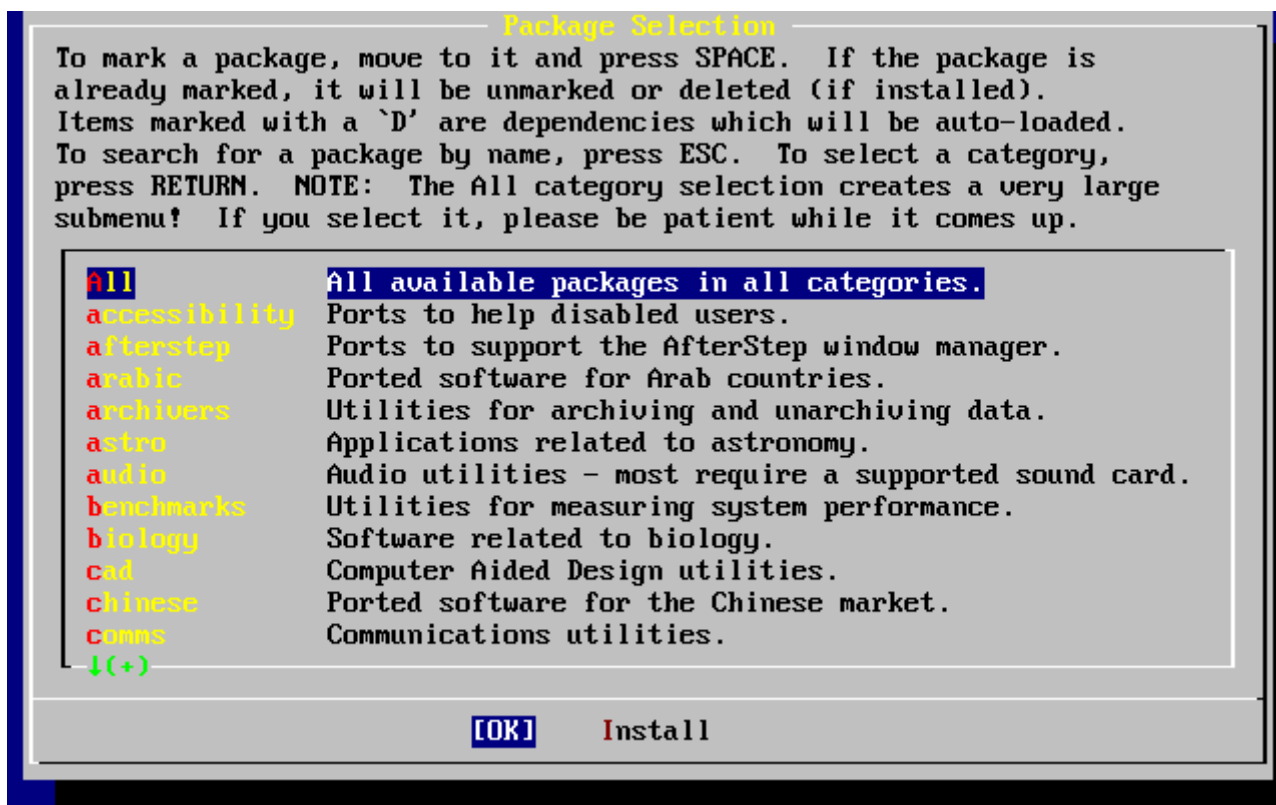 Package Selection
To mark a package, move to it and press SPACE.  If the package is
already marked, it will be unmarked or deleted (if installed).
Items marked with a `D' are dependencies which will be auto-loaded.
To search for a package by name, press ESC.  To select a category,
press RETURN.  NOTE:  The All category selection creates a very large
submenu!  If you select it, please be patient while it comes up.
All All available packages in all categories.
accessibility Ports to help disabled users.
afterstep Ports to support the AfterStep window manager.
arabic Ported software for Arab countries.
archivers Utilities for archiving and unarchiving data.
astro Applications related to astronomy.
audio Audio utilities - most require a supported sound card.
benchmarks Utilities for measuring system performance.
biology Software related to biology.
cad Computer Aided Design utilities.
chinese Ported software for the Chinese market.
comms Communications utilities.
↓(+)
[OK] Install